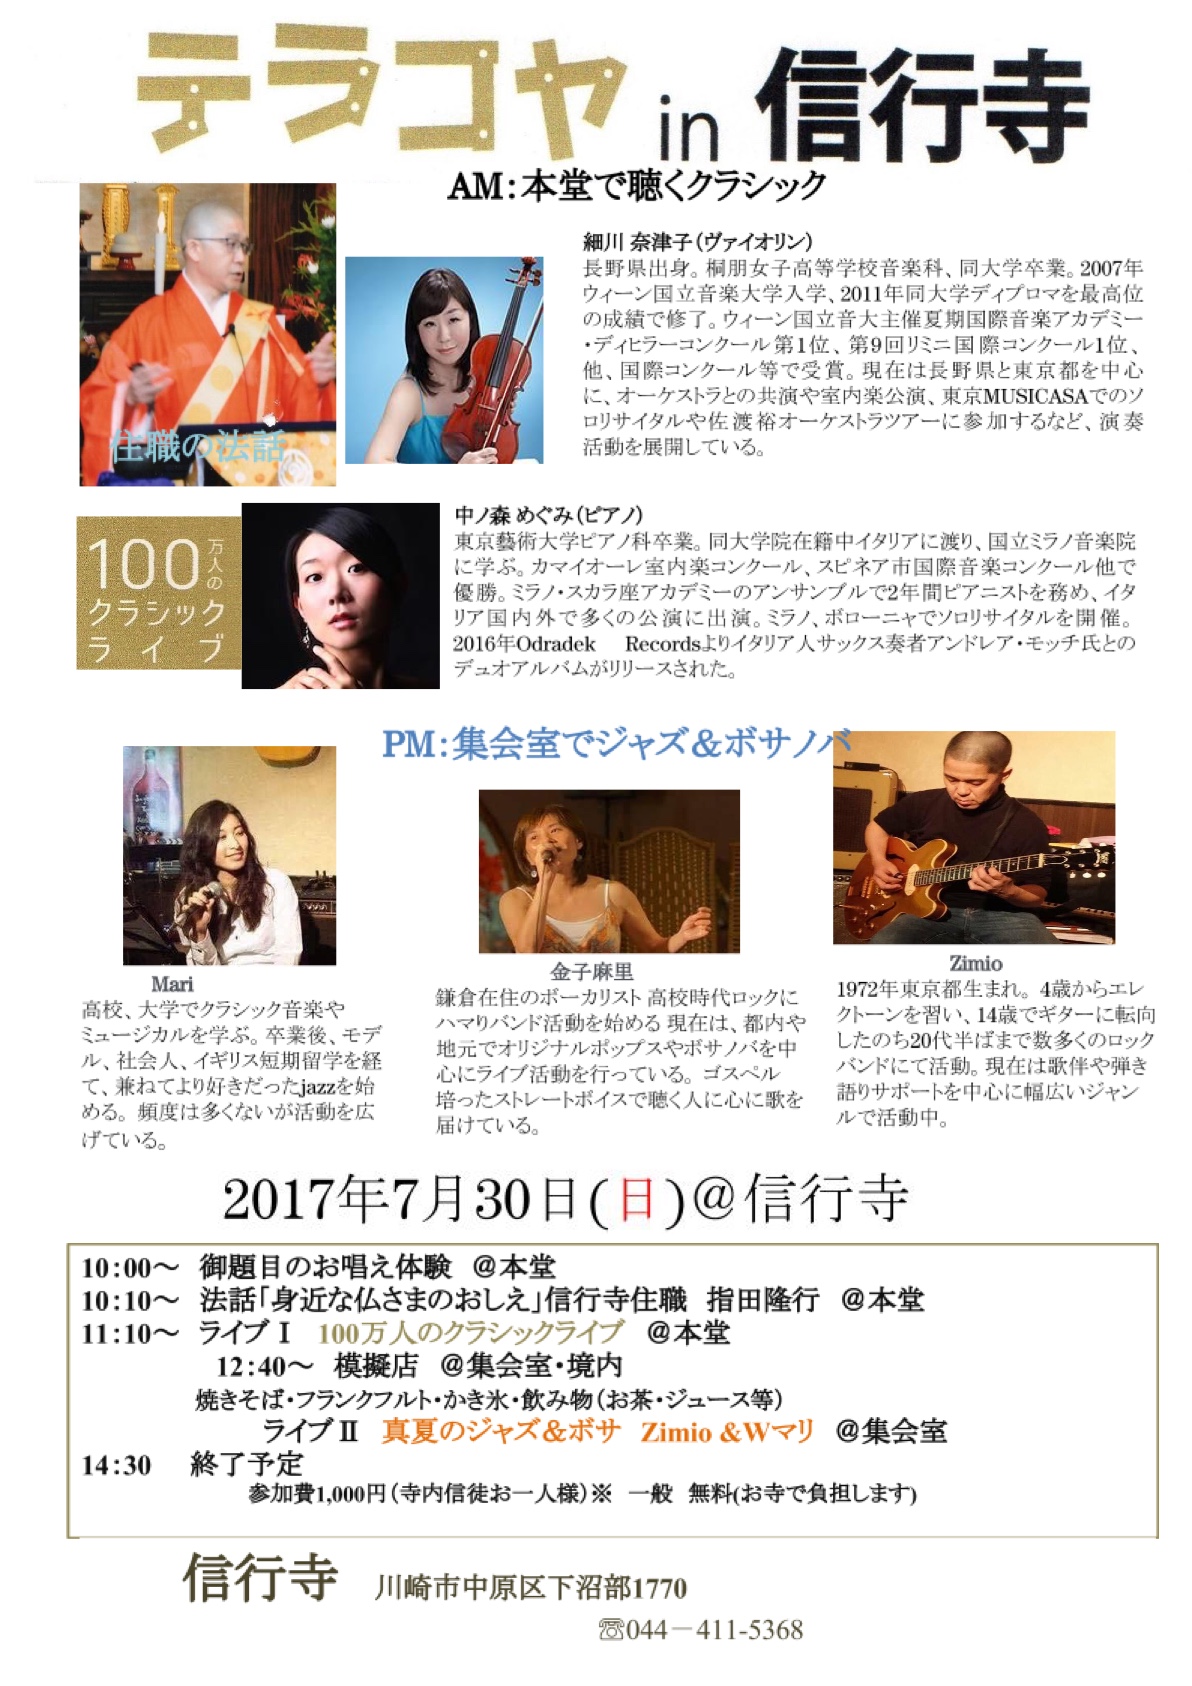 テラコヤ in 信行寺
AM:本堂で聴くクラシック
住職の法話
細川 奈津子(ヴァイオリン)
長野県出身。桐朋女子高等学校音楽科、同大学卒業。2007年
ウィーン国立音楽大学入学、2011年同大学ディプロマを最高位
の成績で修了。ウィーン国立音大主催夏期国際音楽アカデミー
・ディヒラーコンクール第1位、第9回リミニ国際コンクール1位、
他、国際コンクール等で受賞。現在は長野県と東京都を中心
に、オーケストラとの共演や室内楽公演、東京MUSICASAでのソ
ロリサイタルや佐渡裕オーケストラツアーに参加するなど、演奏
活動を展開している。
100万人の
クラシック
ライブ
中ノ森 めぐみ(ピアノ)
東京藝術大学ピアノ科卒業。同大学院在籍中イタリアに渡り、国立ミラノ音楽院
に学ぶ。カマイオーレ室内楽コンクール、スピネア市国際音楽コンクール他で
優勝。ミラノ・スカラ座アカデミーのアンサンブルで2年間ピアニストを務め、イタ
リア国内外で多くの公演に出演。ミラノ、ボローニャでソロリサイタルを開催。
2016年Odradek Recordsよりイタリア人サックス奏者アンドレア・モッチ氏との
デュオアルバムがリリースされた。
PM:集会室でジャズ&ボサノバ
Mari
高校、大学でクラシック音楽や
ミュージカルを学ぶ。卒業後、モデ
ル、社会人、イギリス短期留学を経
て、兼ねてより好きだったjazzを始
める。頻度は多くないが活動を広
げている。
金子麻里
鎌倉在住のボーカリスト 高校時代ロックに
ハマりバンド活動を始める 現在は、都内や
地元でオリジナルポップスやボサノバを中
心にライブ活動を行っている。ゴスペル
培ったストレートボイスで聴く人に心に歌を
届けている。
Zimio
1972年東京都生まれ。4歳からエレ
クトーンを習い、14歳でギターに転向
したのち20代半ばまで数多くのロック
バンドにて活動。現在は歌伴や弾き
語りサポートを中心に幅広いジャン
ルで活動中。
2017年7月30日(日)@信行寺
10:00〜 御題目のお唱え体験 @本堂
10:10〜 法話「身近な仏さまのおしえ」信行寺住職 指田隆行 @本堂
11:10〜 ライブⅠ 100万人のクラシックライブ @本堂
12:40〜 模擬店 @集会室・境内
焼きそば・フランクフルト・かき氷・飲み物(お茶・ジュース等)
ライブⅡ 真夏のジャズ&ボサ Zimio &Wマリ @集会室
14:30 終了予定
参加費1,000円(寺内信徒お一人様)※ 一般 無料(お寺で負担します)
信行寺 川崎市中原区下沼部1770
☏044－411-5368